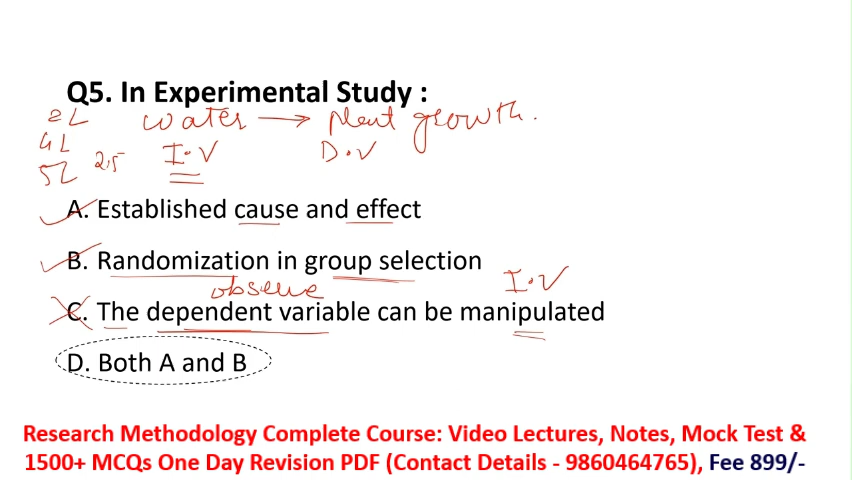 Q5. In Experimental Study :
2L water → plant growth.
4L I.V D.V
5L 2.5
A. Established cause and effect
B. Randomization in group selection
observe I.V
C. The dependent variable can be manipulated
D. Both A and B
Research Methodology Complete Course: Video Lectures, Notes, Mock Test &
1500+ MCQs One Day Revision PDF (Contact Details - 9860464765), Fee 899/-